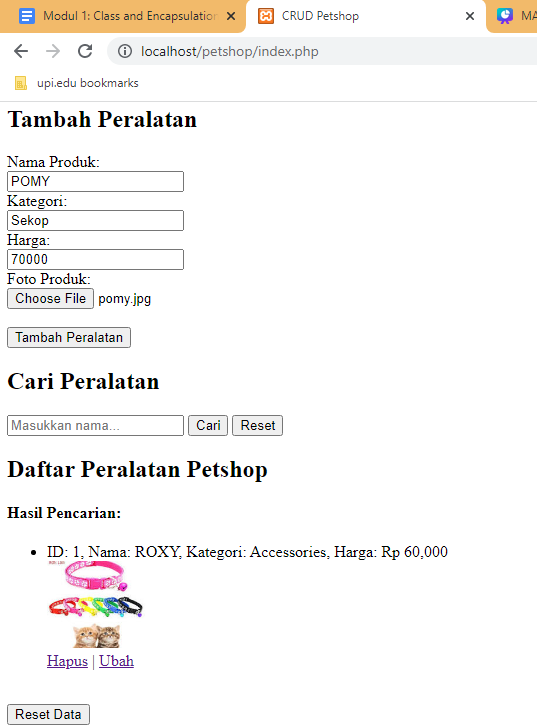 Modul 1: Class and Encapsulation
CRUD Petshop
MA
localhost/petshop/index.php
upi.edu bookmarks
Tambah Peralatan
Nama Produk:
POMY
Kategori:
Sekop
Harga:
70000
Foto Produk:
Choose File pomy.jpg
Tambah Peralatan
Cari Peralatan
Masukkan nama... Cari Reset
Daftar Peralatan Petshop
Hasil Pencarian:
ID: 1, Nama: ROXY, Kategori: Accessories, Harga: Rp 60,000
Hapus | Ubah
Reset Data